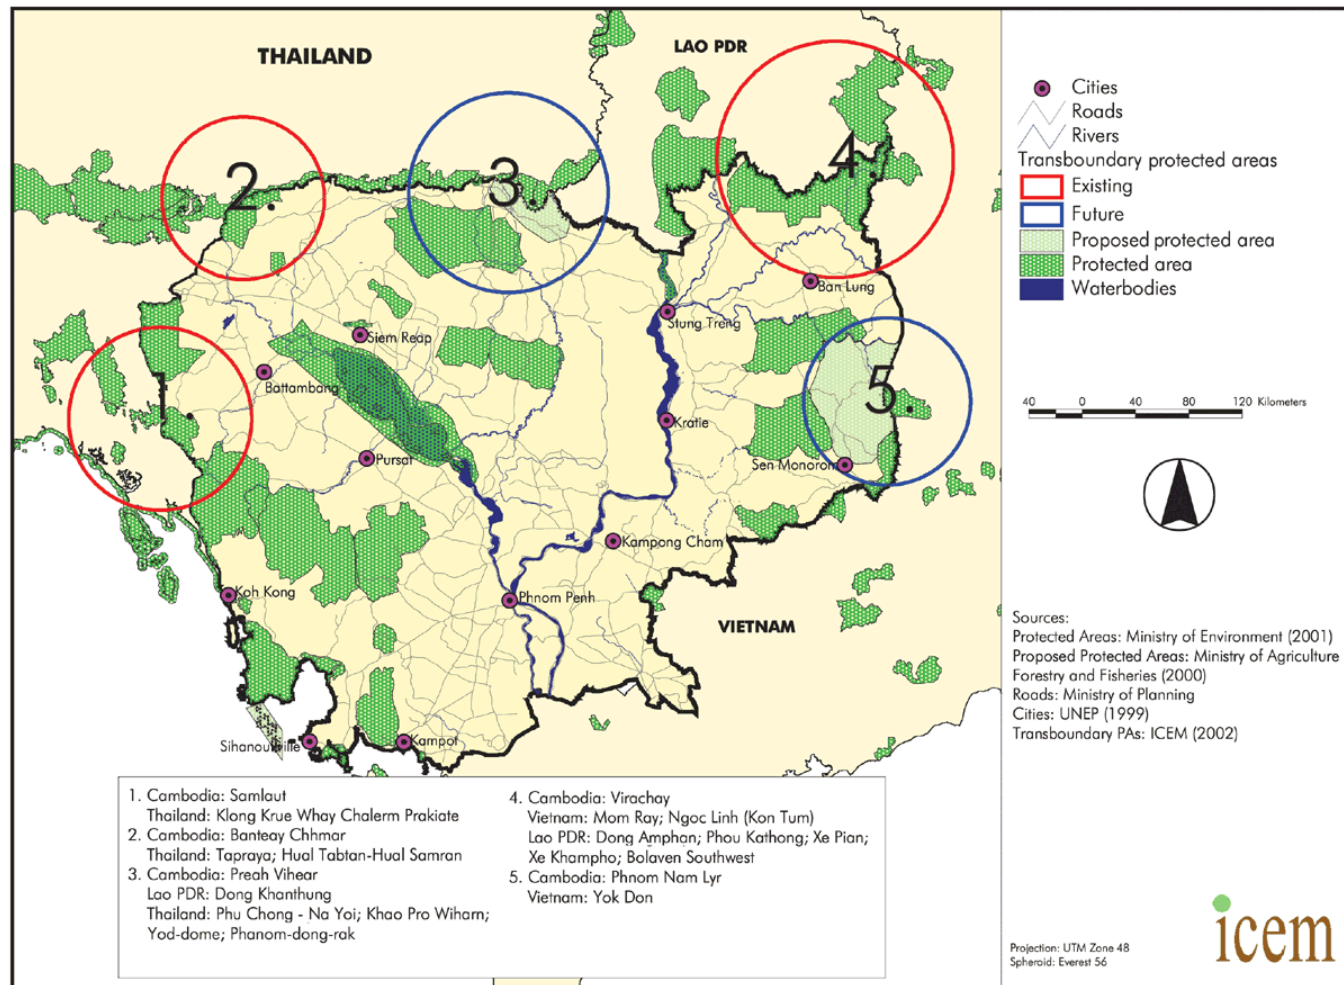 THAILAND
LAO PDR
2
3
4
1
5
Ban Lung
Stung Treng
Siem Reap
Battambang
Kratie
Pursat
Sen Monorom
Kampong Cham
Koh Kong
Phnom Penh
VIETNAM
Sihanoukville
Kampot
Cities
Roads
Rivers
Transboundary protected areas
Existing
Future
Proposed protected area
Protected area
Waterbodies
40 0 40 80 120 Kilometers
Sources:
Protected Areas: Ministry of Environment (2001)
Proposed Protected Areas: Ministry of Agriculture
Forestry and Fisheries (2000)
Roads: Ministry of Planning
Cities: UNEP (1999)
Transboundary PAs: ICEM (2002)
1. Cambodia: Samlaut
Thailand: Klong Krue Whay Chalerm Prakiate
2. Cambodia: Banteay Chhmar
Thailand: Tapraya; Hual Tabtan-Hual Samran
3. Cambodia: Preah Vihear
Lao PDR: Dong Khanthung
Thailand: Phu Chong - Na Yoi; Khao Pro Wiharn;
Yod-dome; Phanom-dong-rak
4. Cambodia: Virachay
Vietnam: Mom Ray; Ngoc Linh (Kon Tum)
Lao PDR: Dong Amphan; Phou Kathong; Xe Pian;
Xe Khampho; Bolaven Southwest
5. Cambodia: Phnom Nam Lyr
Vietnam: Yok Don
Projection: UTM Zone 48
Spheroid: Everest 56
icem